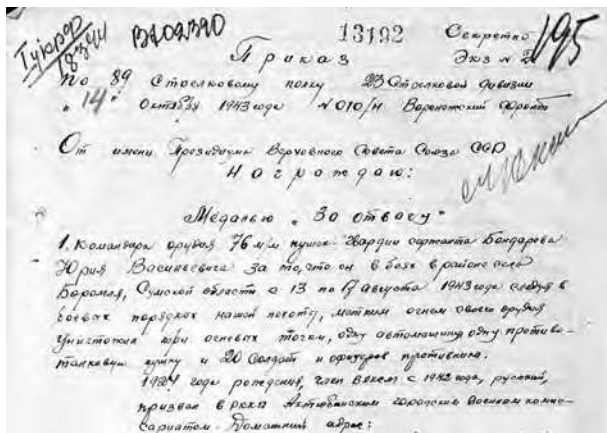 18344 В7402390 13192 Секретно 195
Приказ Экз № 2
по 89 Стрелковому полку 23 Стрелковой дивизии
"14" Октября 1943 года № 010/н Воронежский фронт
От имени Президиума Верховного Совета Союза ССР
Награждаю:
Медалью "За отвагу"
1. Командира орудия 76 м/м пушек – Гвардии сержанта Бондарева
Юрия Васильевича за то, что он в боях в районе села
Боромля, Сумской области с 13 по 17 августа 1943 года следуя в
боевых порядках нашей пехоты, метким огнем своего орудия
уничтожил три огневых точки, одну автомашину одну противо-
танковую пушку и 20 солдат и офицеров противника.
1924 года рождения, член ВЛКСМ с 1942 года, русский,
призван в РККА Актюбинским городским Военным комис-
сариатом. Домашний адрес: